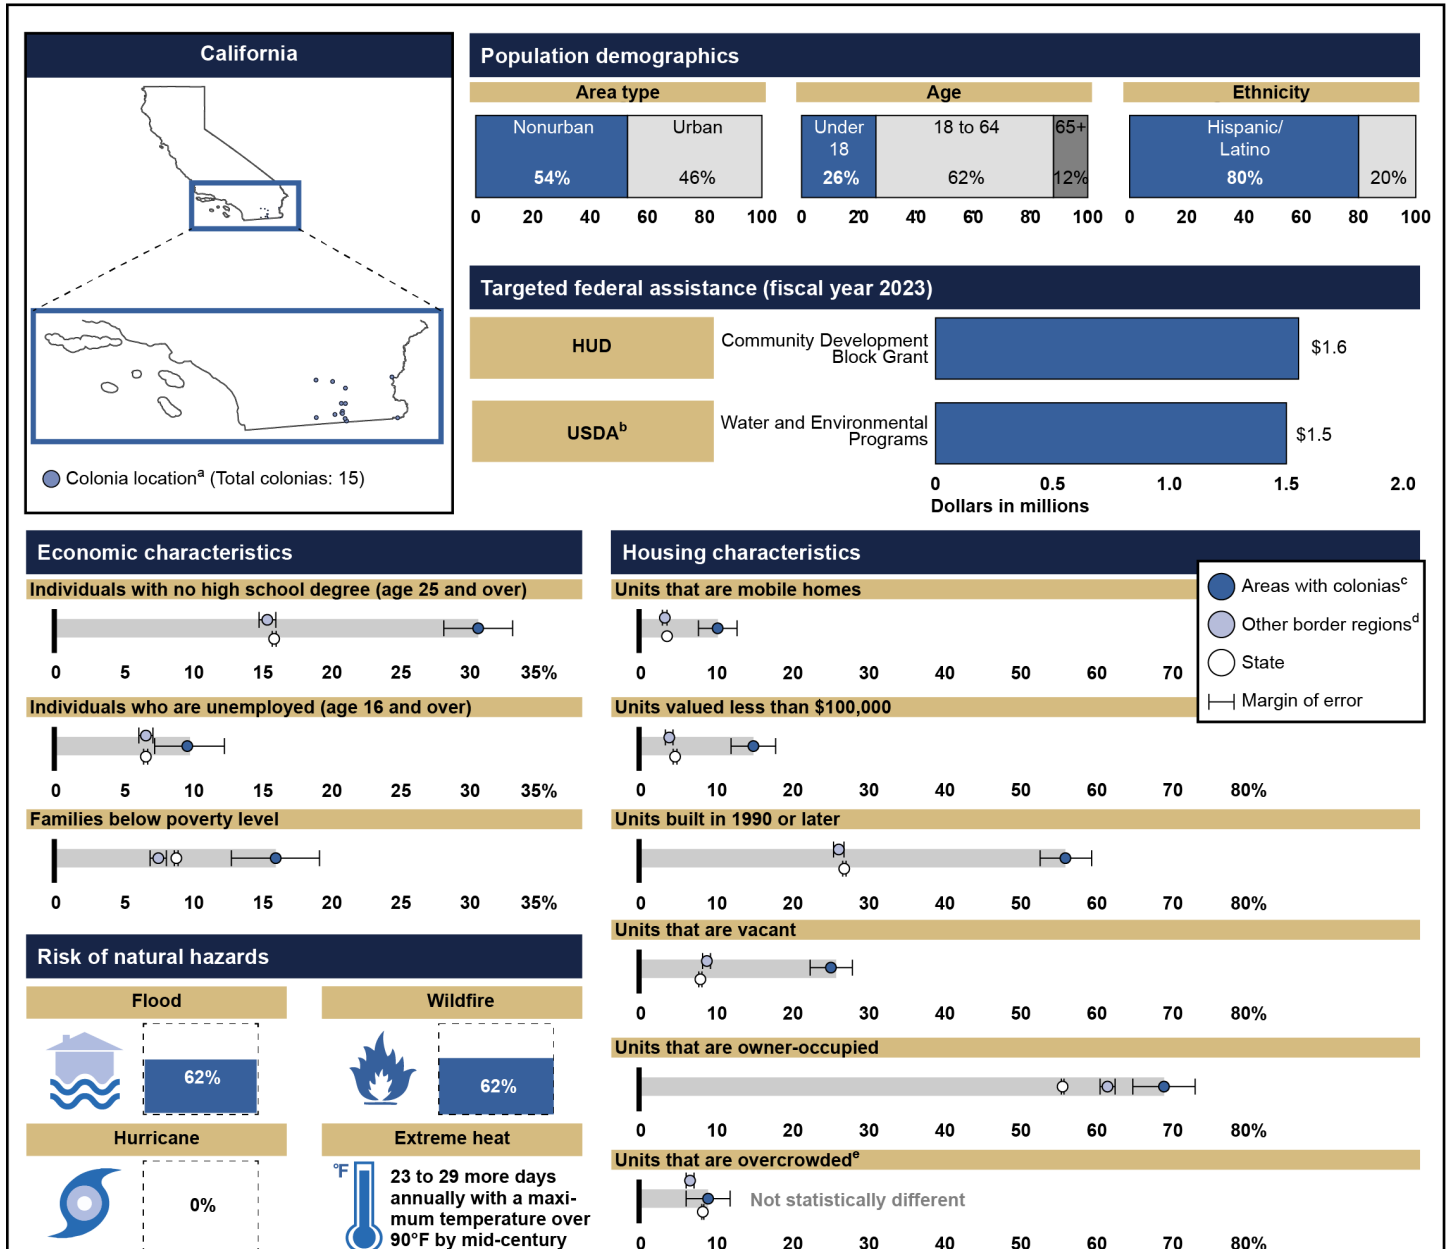 California
Colonia locationa (Total colonias: 15)
Population demographics
Area type
Nonurban Urban
54% 46%
0 20 40 60 80 100
Age
Under 18 to 64 65+
18
26% 62% 12%
0 20 40 60 80 100
Ethnicity
Hispanic/
Latino
80% 20%
0 20 40 60 80 100
Targeted federal assistance (fiscal year 2023)
HUD
Community Development
Block Grant
$1.6
USDAb
Water and Environmental
Programs
$1.5
0 0.5 1.0 1.5 2.0
Dollars in millions
Economic characteristics
Individuals with no high school degree (age 25 and over)
0 5 10 15 20 25 30 35%
Individuals who are unemployed (age 16 and over)
0 5 10 15 20 25 30 35%
Families below poverty level
0 5 10 15 20 25 30 35%
Risk of natural hazards
Flood
62%
Wildfire
62%
Hurricane
0%
Extreme heat
°F
23 to 29 more days
annually with a maxi-
mum temperature over
90°F by mid-century
Housing characteristics
Areas with coloniasc
Other border regionsd
State
Margin of error
Units that are mobile homes
0 10 20 30 40 50 60 70
Units valued less than $100,000
0 10 20 30 40 50 60 70 80%
Units built in 1990 or later
0 10 20 30 40 50 60 70 80%
Units that are vacant
0 10 20 30 40 50 60 70 80%
Units that are owner-occupied
0 10 20 30 40 50 60 70 80%
Units that are overcrowdede
Not statistically different
0 10 20 30 40 50 60 70 80%